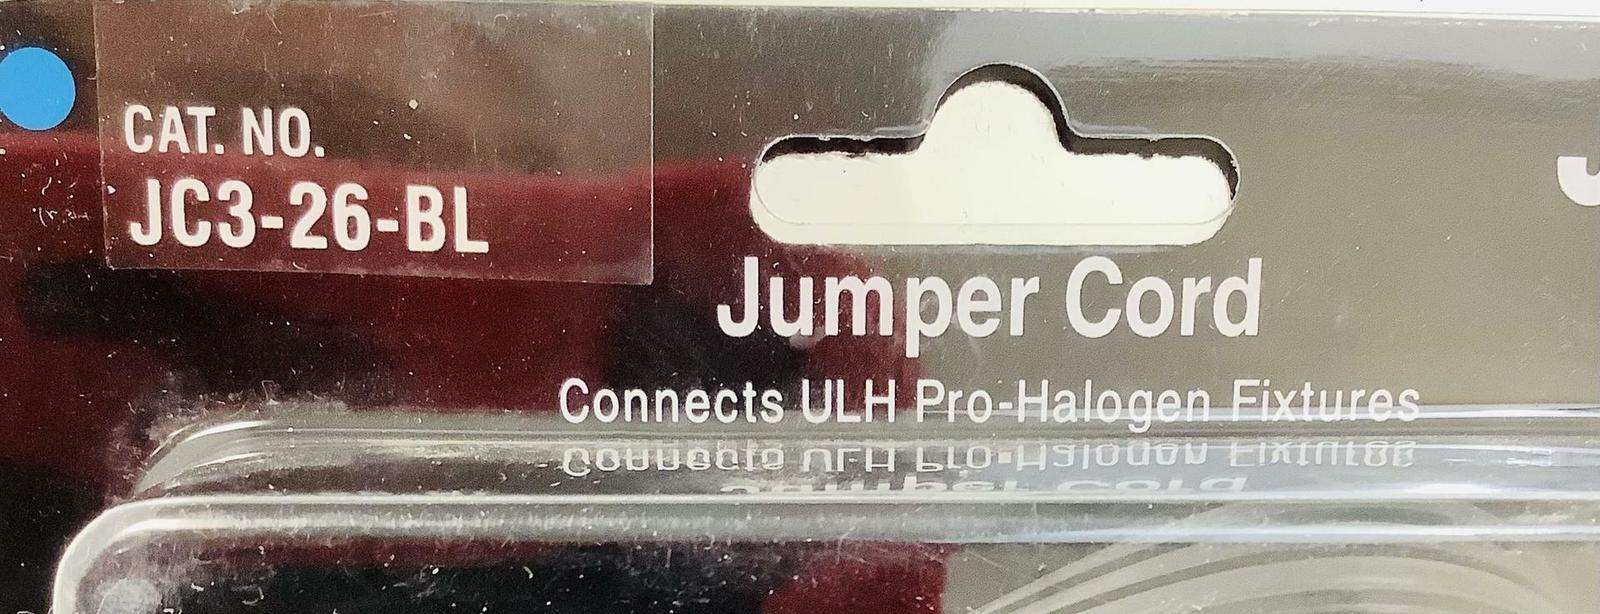 CAT. NO.
JC3-26-BL
Jumper Cord
Connects ULH Pro-Halogen Fixtures